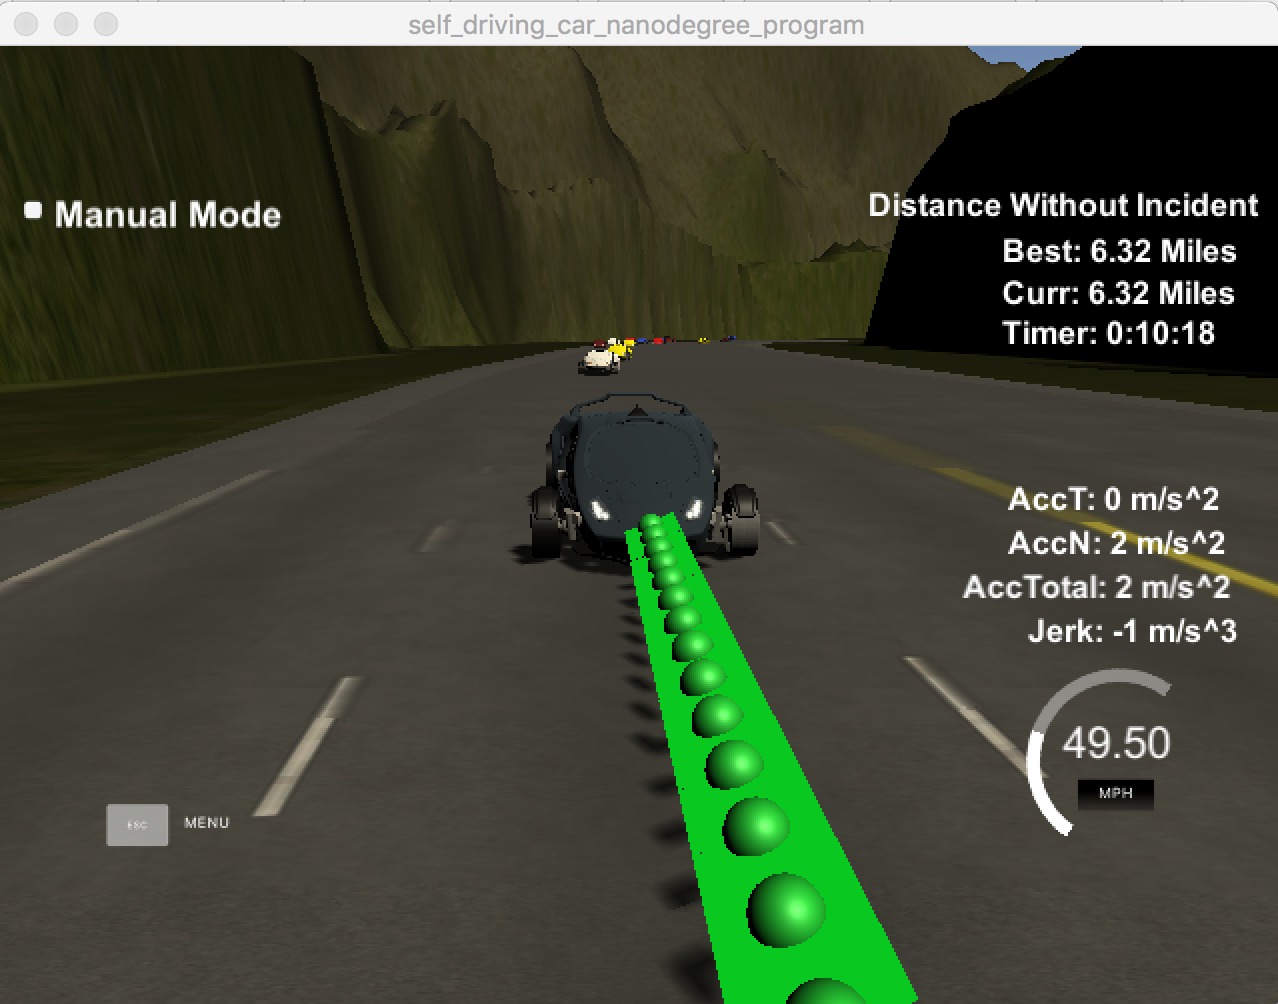 self_driving_car_nanodegree_program
Manual Mode
Distance Without Incident
Best: 6.32 Miles
Curr: 6.32 Miles
Timer: 0:10:18
AccT: 0 m/s^2
AccN: 2 m/s^2
AccTotal: 2 m/s^2
Jerk: -1 m/s^3
49.50
MPH
ESC MENU